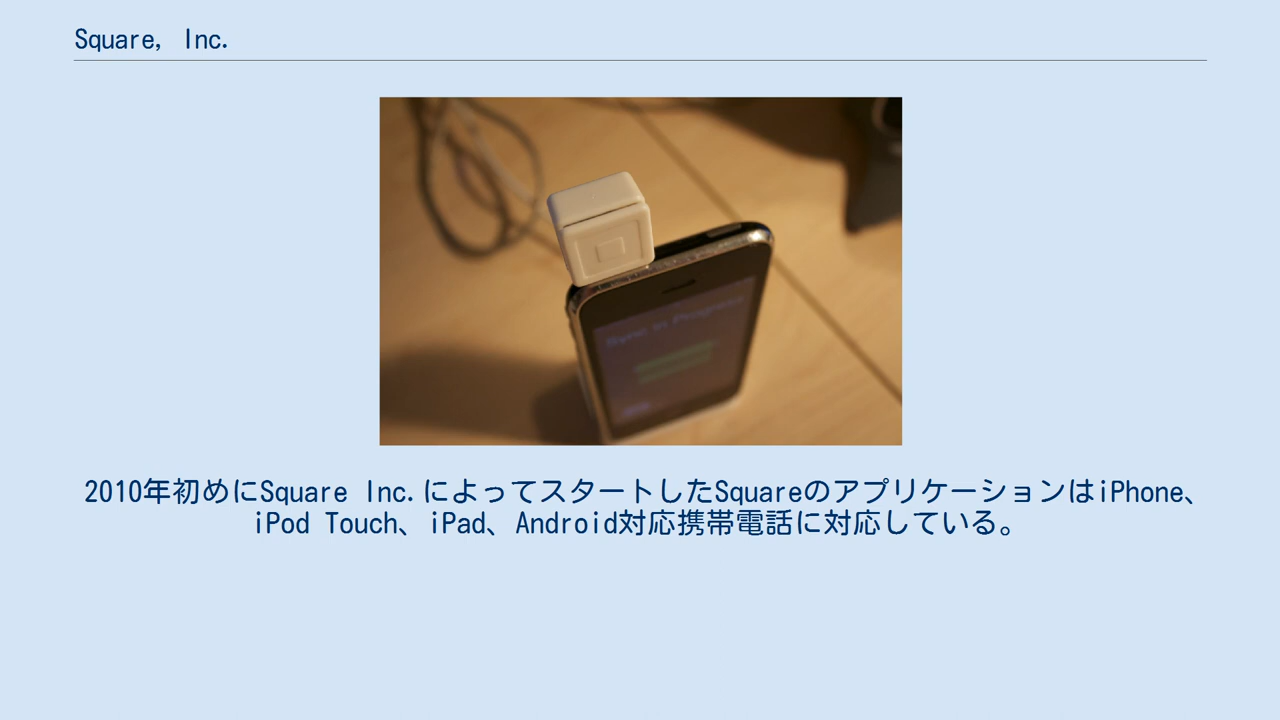 Square, Inc.
Sync in Progress
2010年初めにSquare Inc.によってスタートしたSquareのアプリケーションはiPhone、
iPod Touch、iPad、Android対応携帯電話に対応している。